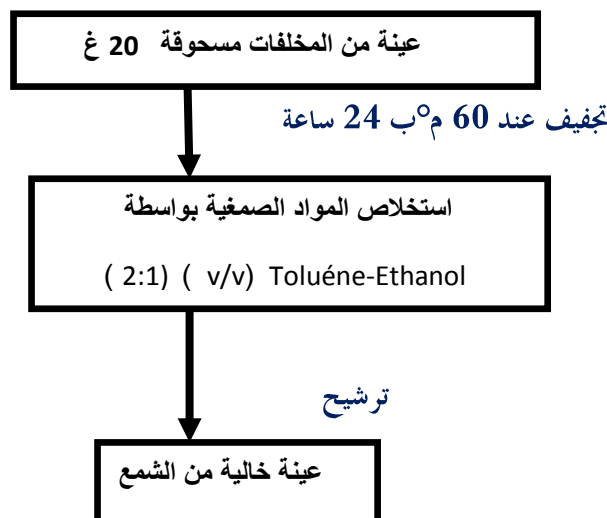 عينة من المخلفات مسحوقة 20 غ
تجفيف عند 60 م°ب 24 ساعة
استخلاص المواد الصمغية بواسطة
( 2:1) ( v/v) Toluéne-Ethanol
ترشيح
عينة خالية من الشمع